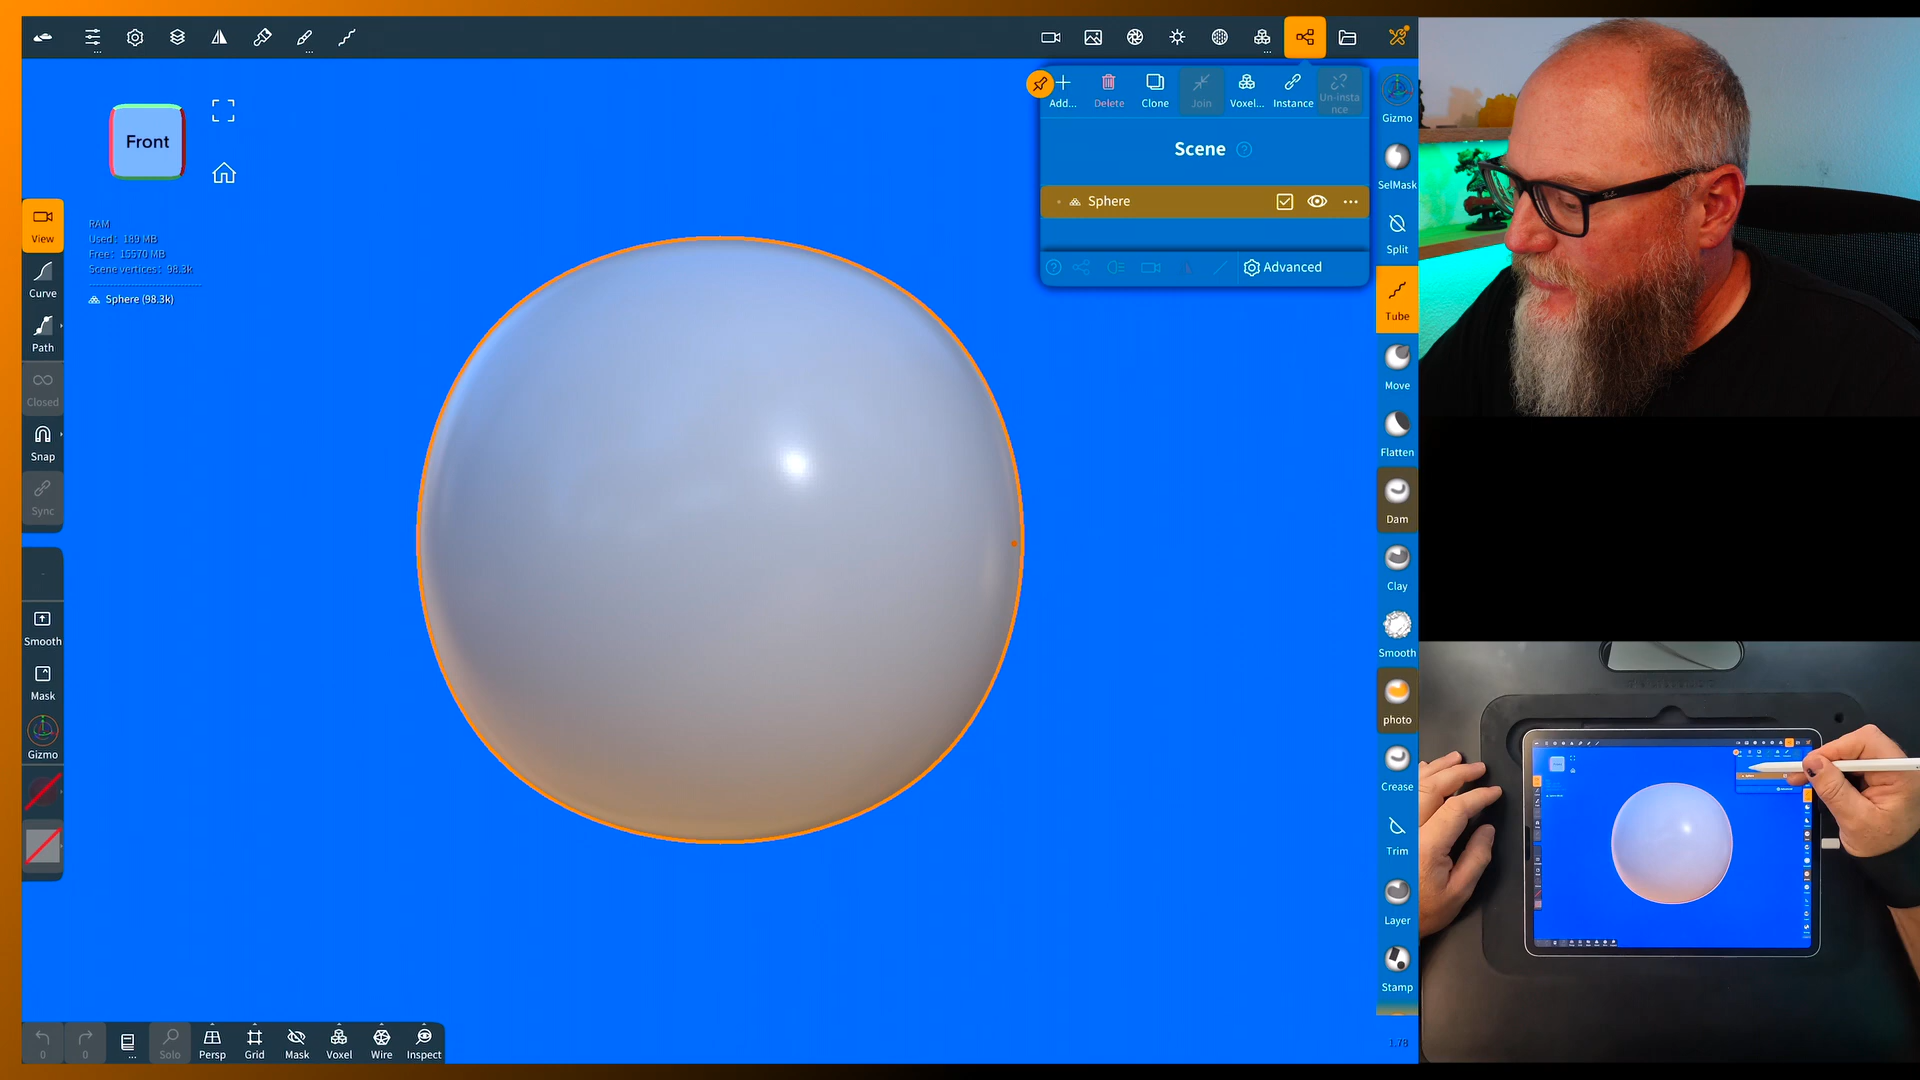 Front
RAM
Used: 189 MB
Free: 15570 MB
Scene vertices: 98.3k
Sphere (98.3k)
View
Curve
Path
Closed
Snap
Sync
Smooth
Mask
Gizmo
Add...
Delete
Clone
Join
Voxel...
Instance
Un-insta
nce
Scene
Sphere
Advanced
Gizmo
SelMask
Split
Tube
Move
Flatten
Dam
Clay
Smooth
photo
Crease
Trim
Layer
Stamp
1.78
0
0
Solo
Persp
Grid
Mask
Voxel
Wire
Inspect